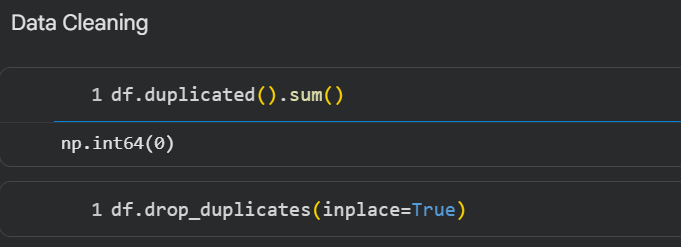 Data Cleaning
1 df.duplicated().sum()
np.int64(0)
1 df.drop_duplicates(inplace=True)